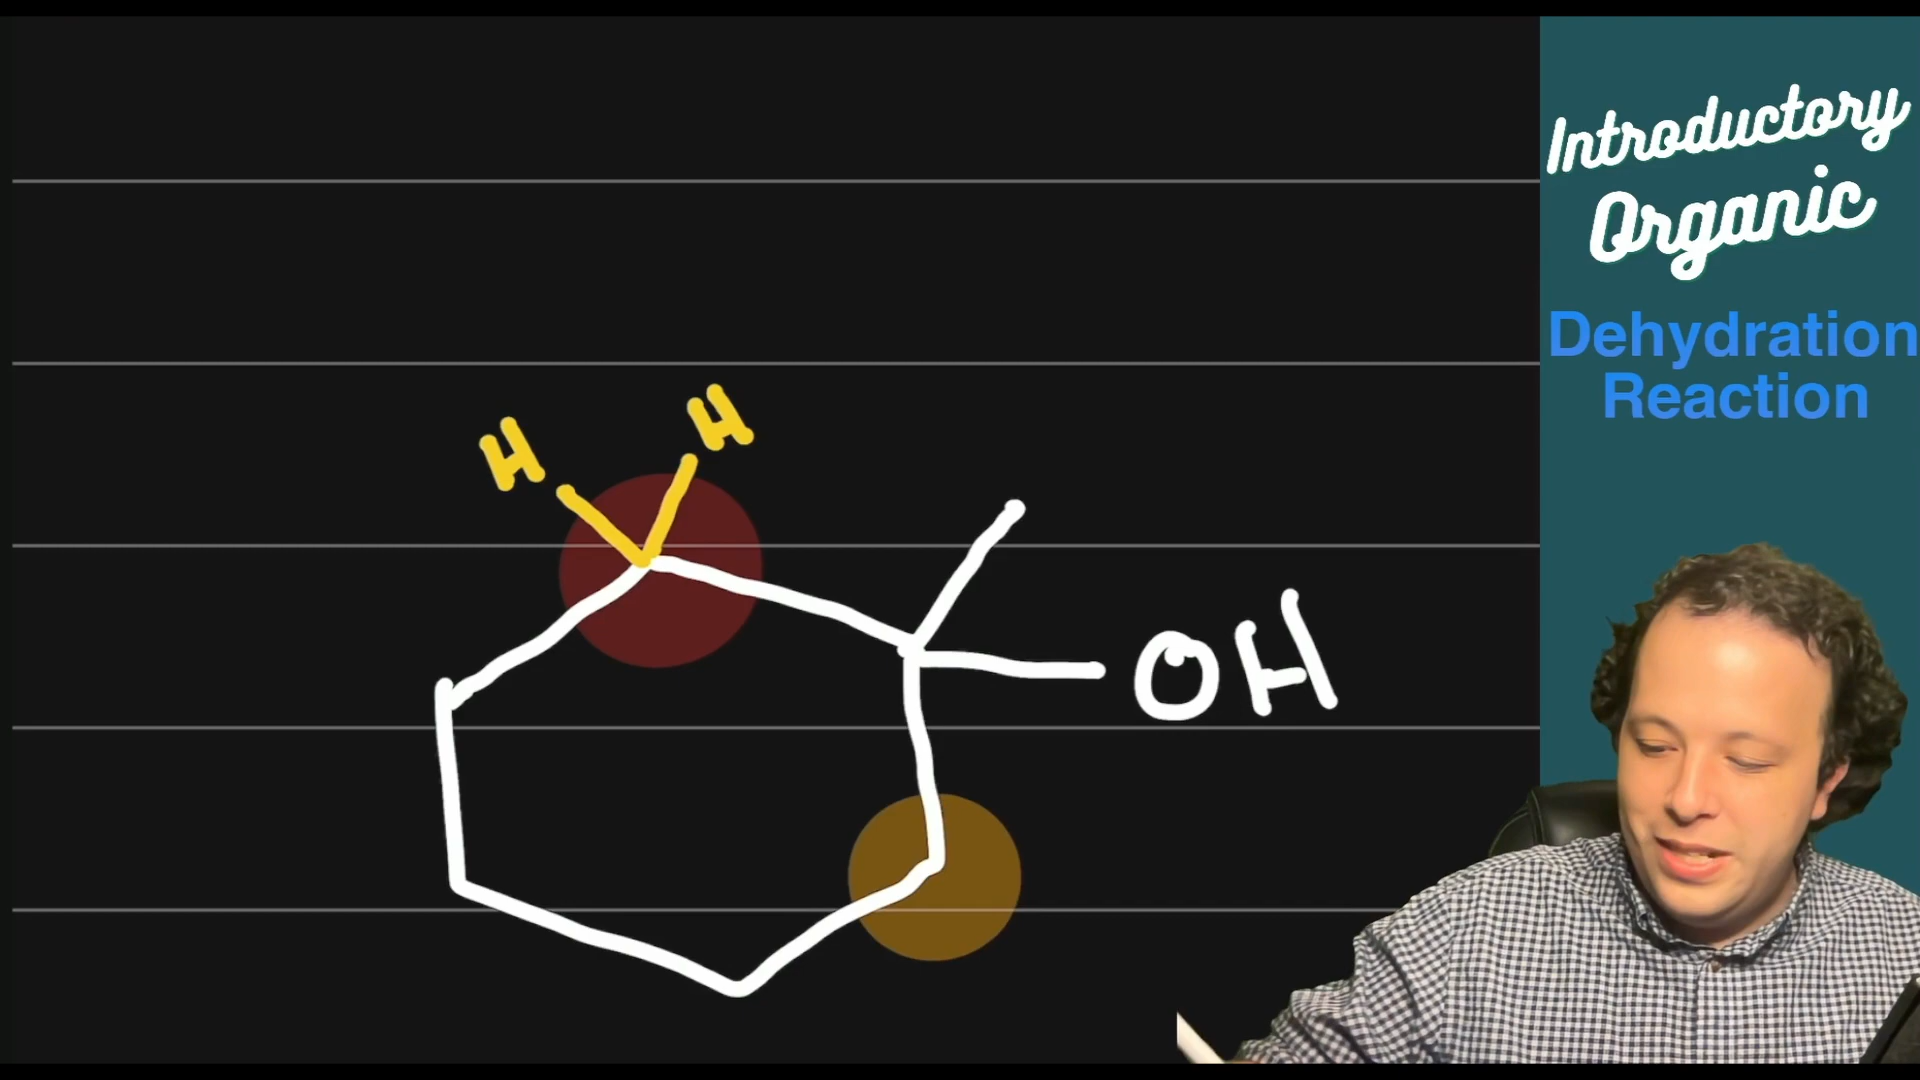 Introductory
Organic
Dehydration
Reaction
H
H
OH